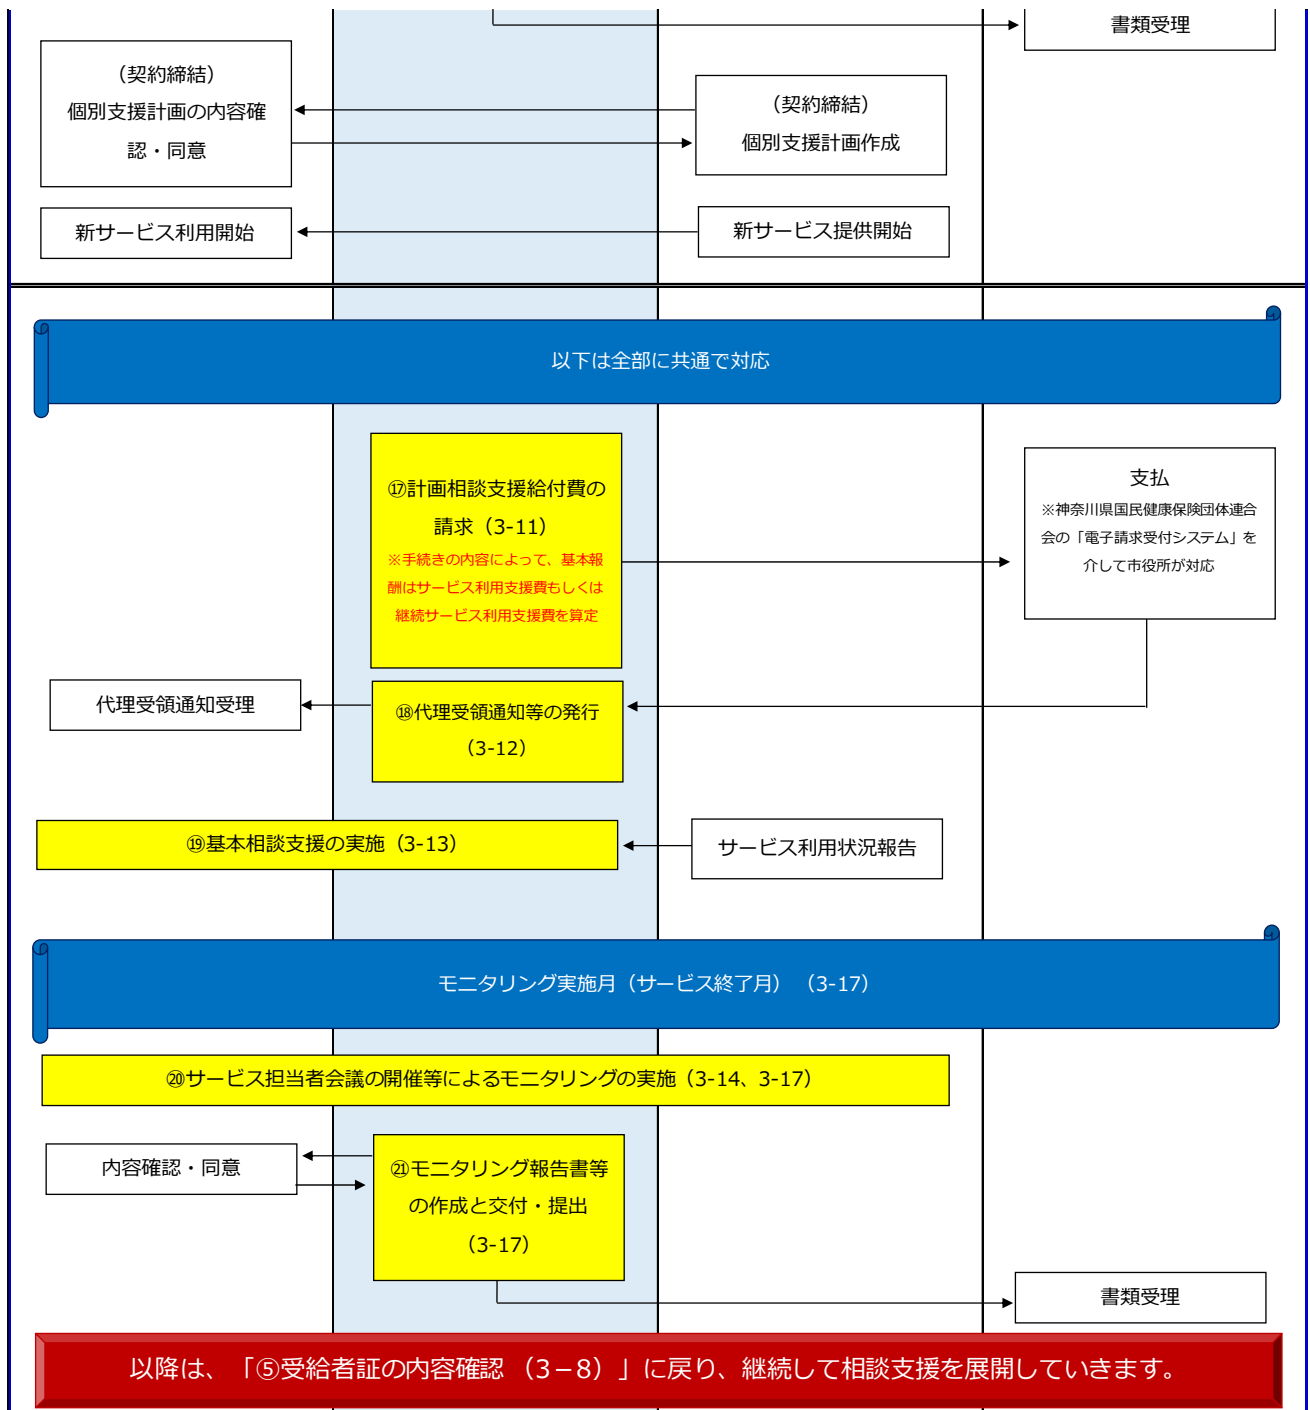 書類受理
（契約締結）
個別支援計画の内容確
認・同意
（契約締結）
個別支援計画作成
新サービス利用開始
新サービス提供開始
以下は全部に共通で対応
⑰計画相談支援給付費の
請求（3-11）
※手続きの内容によって、基本報
酬はサービス利用支援費もしくは
継続サービス利用支援費を算定
支払
※神奈川県国民健康保険団体連合
会の「電子請求受付システム」を
介して市役所が対応
代理受領通知受理
⑱代理受領通知等の発行
（3-12）
⑲基本相談支援の実施（3-13）
サービス利用状況報告
モニタリング実施月（サービス終了月）（3-17）
⑳サービス担当者会議の開催等によるモニタリングの実施（3-14、3-17）
内容確認・同意
㉑モニタリング報告書等
の作成と交付・提出
（3-17）
書類受理
以降は、「⑤受給者証の内容確認 （3－8）」に戻り、継続して相談支援を展開していきます。